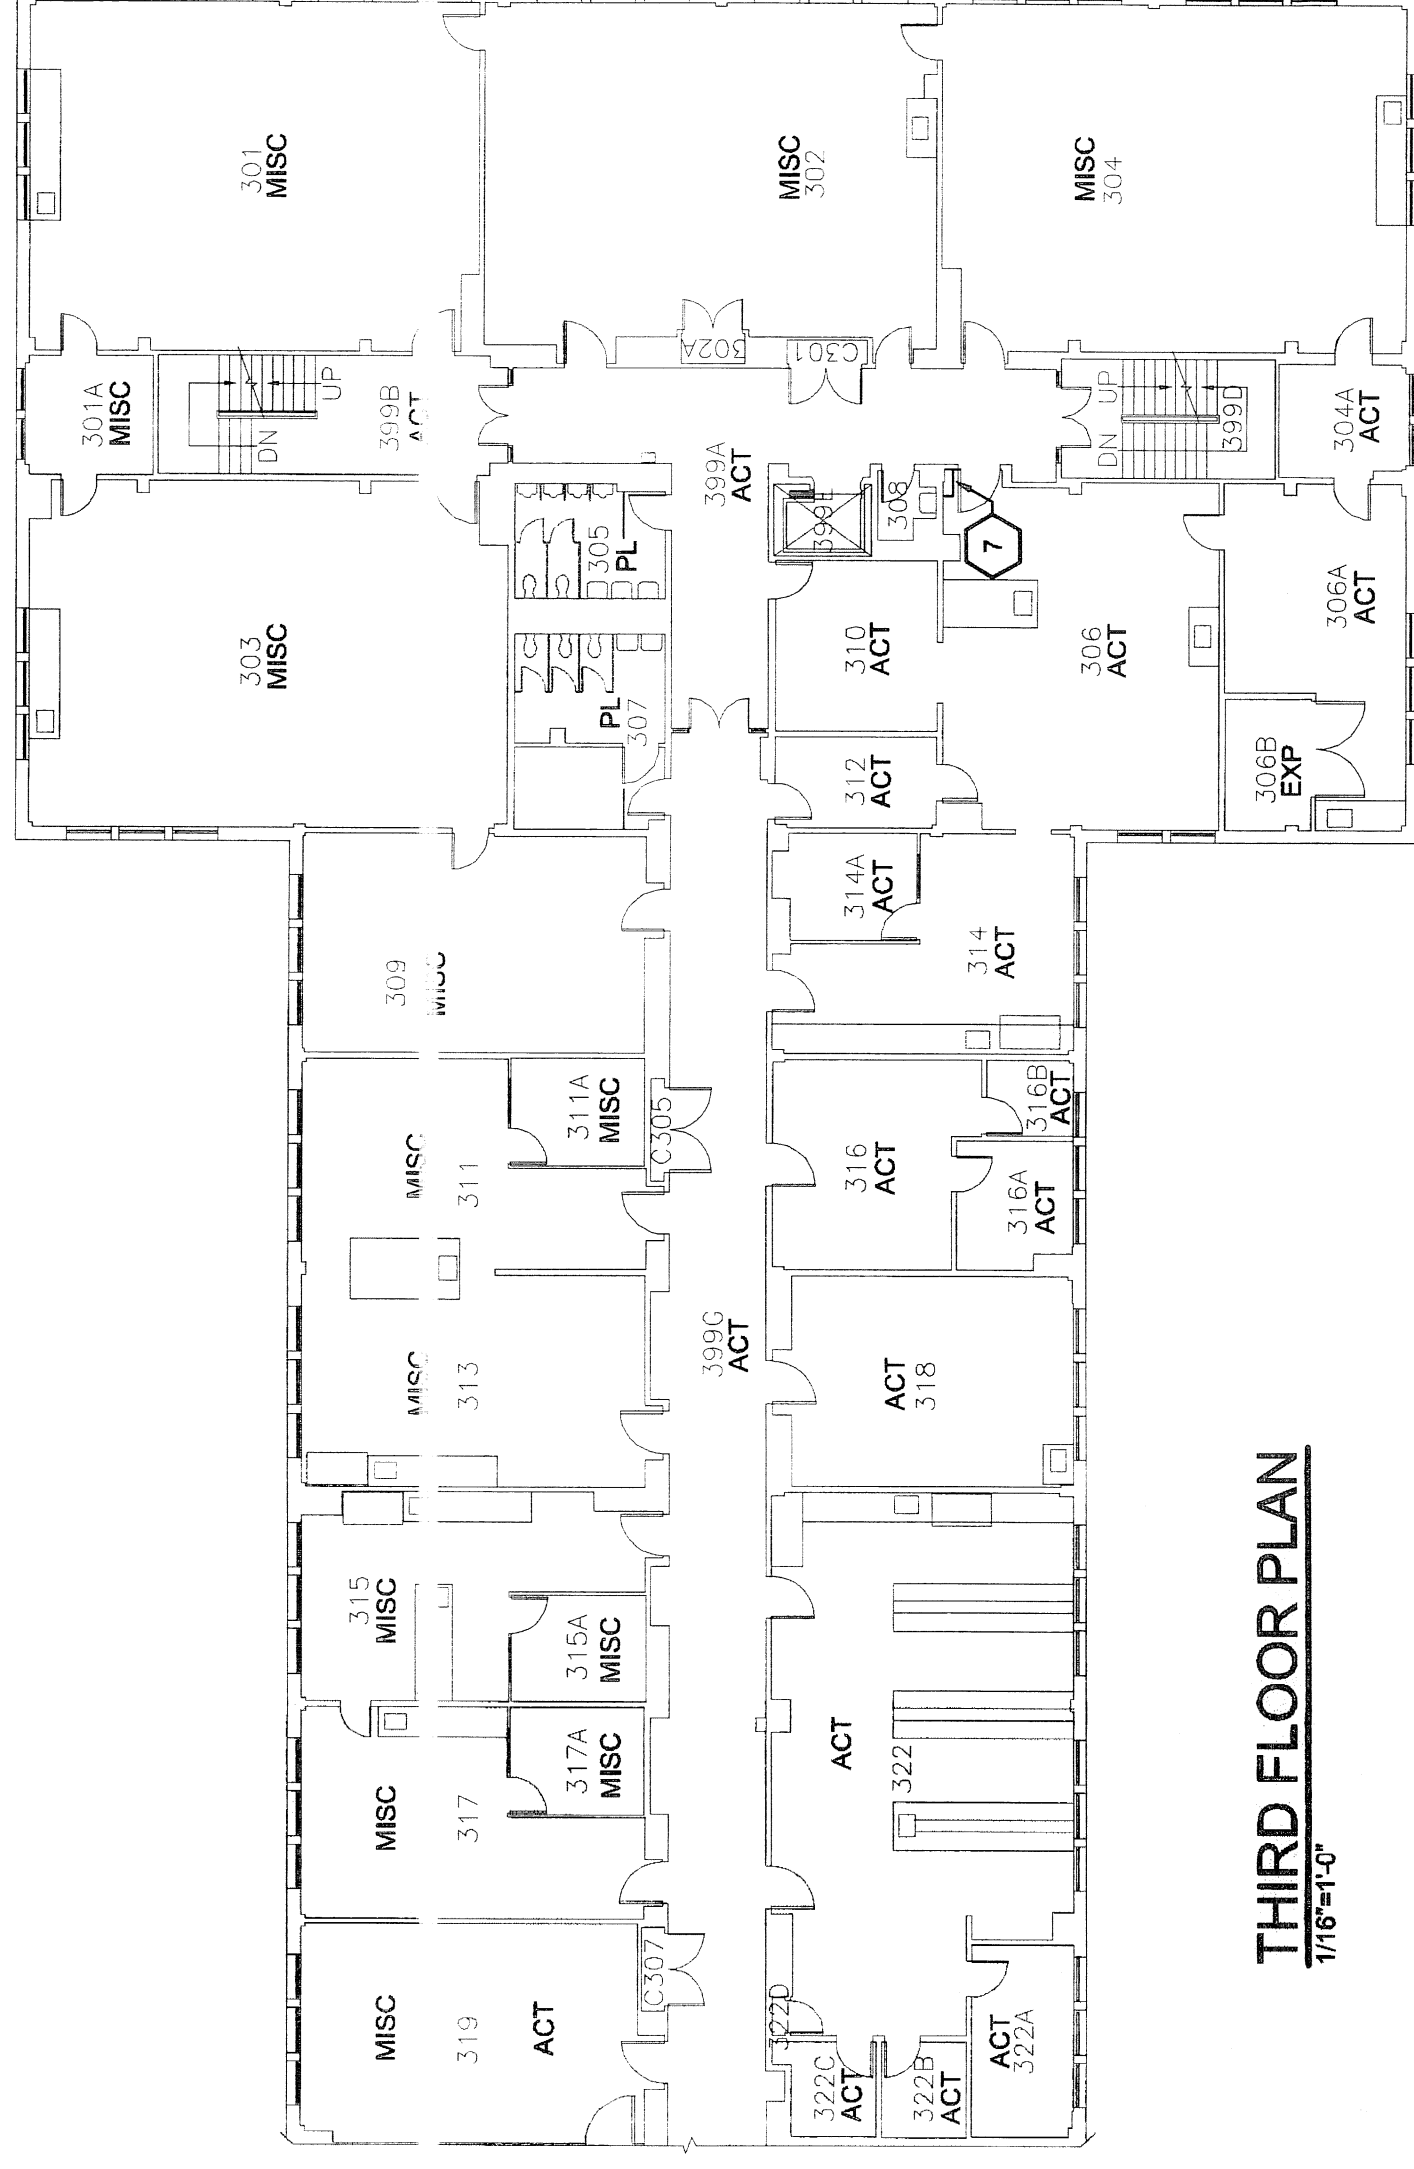 301
MISC
MISC
302
MISC
304
301A
MISC
UP
DN
399B
ACT
302A
C301
399A
ACT
UP
DN
399D
304A
ACT
303
MISC
305
PL
PL
307
308
7
310
ACT
306
ACT
306A
ACT
306B
EXP
312
ACT
314A
ACT
314
ACT
309
MISC
311A
MISC
C305
MISC
311
316
ACT
316B
ACT
316A
ACT
MISC
313
399G
ACT
ACT
318
315
MISC
315A
MISC
317A
MISC
MISC
317
ACT
322
MISC
319
ACT
C307
322D
322C
ACT
322B
ACT
ACT
322A
THIRD FLOOR PLAN
1/16"=1'-0"